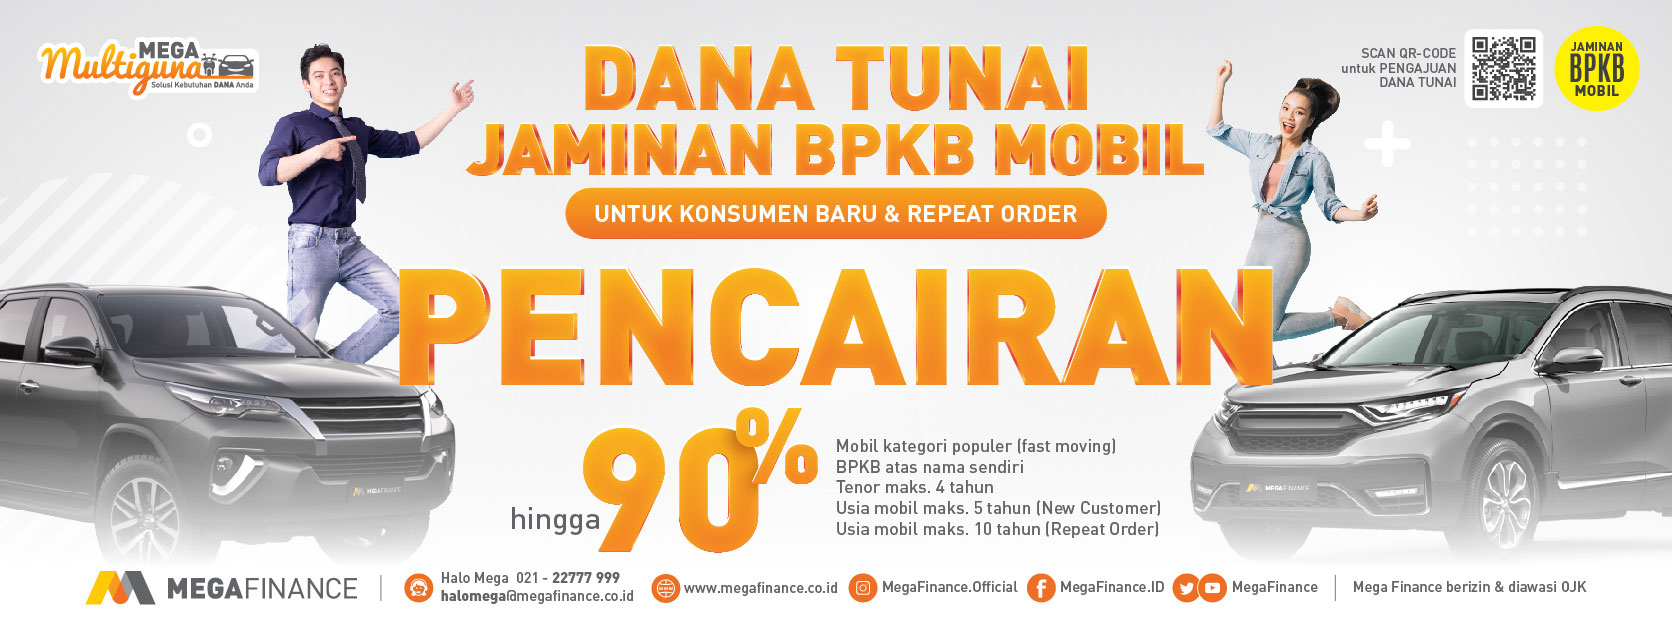 MEGA
Multiguna
Solusi Kebutuhan DANA Anda
DANA TUNAI
JAMINAN BPKB MOBIL
UNTUK KONSUMEN BARU & REPEAT ORDER
SCAN QR-CODE
untuk PENGAJUAN
DANA TUNAI
JAMINAN
BPKB
MOBIL
PENCAIRAN
hingga 90%
Mobil kategori populer (fast moving)
BPKB atas nama sendiri
Tenor maks. 4 tahun
Usia mobil maks. 5 tahun (New Customer)
Usia mobil maks. 10 tahun (Repeat Order)
MEGAFINANCE
MEGAFINANCE
MEGAFINANCE
Halo Mega 021 - 22777 999
halomega@megafinance.co.id
www.megafinance.co.id
MegaFinance.Official
MegaFinance.ID
MegaFinance
Mega Finance berizin & diawasi OJK